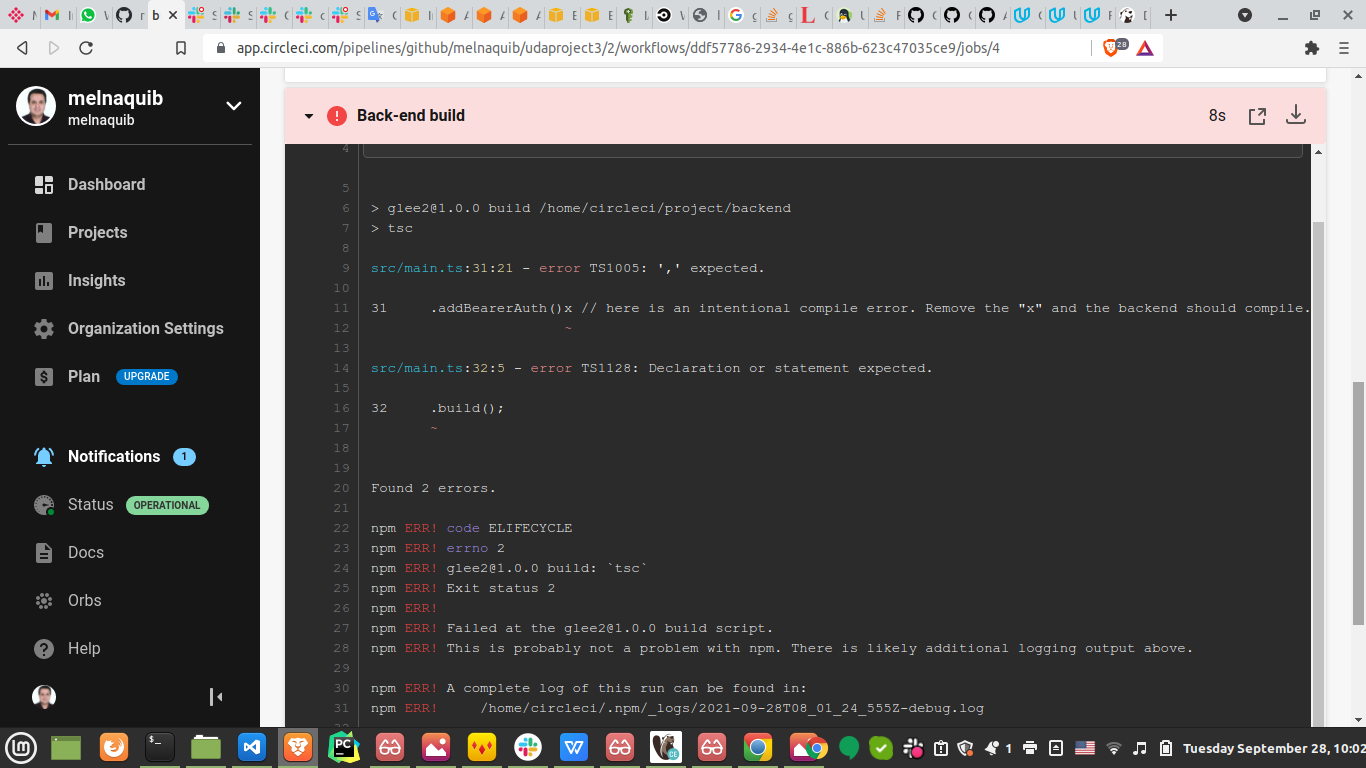 app.circleci.com/pipelines/github/melnaquib/udaproject3/2/workflows/ddf57786-2934-4e1c-886b-623c47035ce9/jobs/4
28
melnaquib
melnaquib
Dashboard
Projects
Insights
Organization Settings
Plan UPGRADE
Notifications 1
Status OPERATIONAL
Docs
Orbs
Help
Back-end build 8s
4
5
6 > glee2@1.0.0 build /home/circleci/project/backend
7 > tsc
8
9 src/main.ts:31:21 - error TS1005: ',' expected.
10
11 31 .addBearerAuth()x // here is an intentional compile error. Remove the "x" and the backend should compile.
12 ~
13
14 src/main.ts:32:5 - error TS1128: Declaration or statement expected.
15
16 32 .build();
17 ~
18
19
20 Found 2 errors.
21
22 npm ERR! code ELIFECYCLE
23 npm ERR! errno 2
24 npm ERR! glee2@1.0.0 build: `tsc`
25 npm ERR! Exit status 2
26 npm ERR!
27 npm ERR! Failed at the glee2@1.0.0 build script.
28 npm ERR! This is probably not a problem with npm. There is likely additional logging output above.
29
30 npm ERR! A complete log of this run can be found in:
31 npm ERR! /home/circleci/.npm/_logs/2021-09-28T08_01_24_555Z-debug.log
1 Tuesday September 28, 10:02